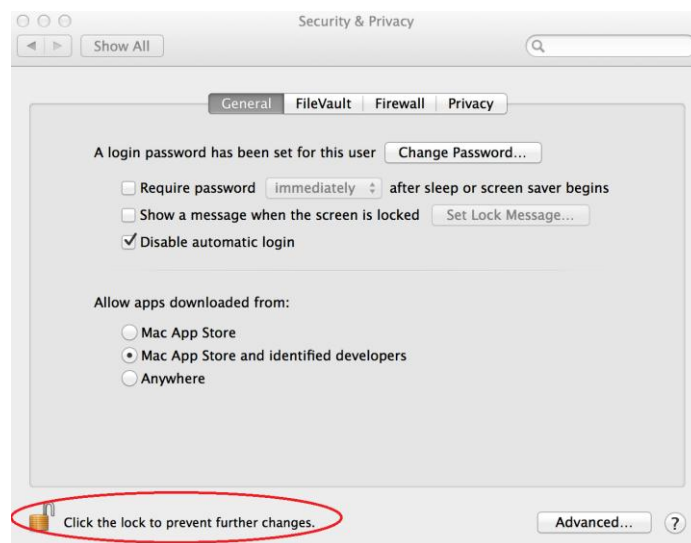 Security & Privacy
Show All
General FileVault Firewall Privacy
A login password has been set for this user Change Password...
Require password immediately after sleep or screen saver begins
Show a message when the screen is locked Set Lock Message...
Disable automatic login
Allow apps downloaded from:
Mac App Store
Mac App Store and identified developers
Anywhere
Click the lock to prevent further changes. Advanced... ?